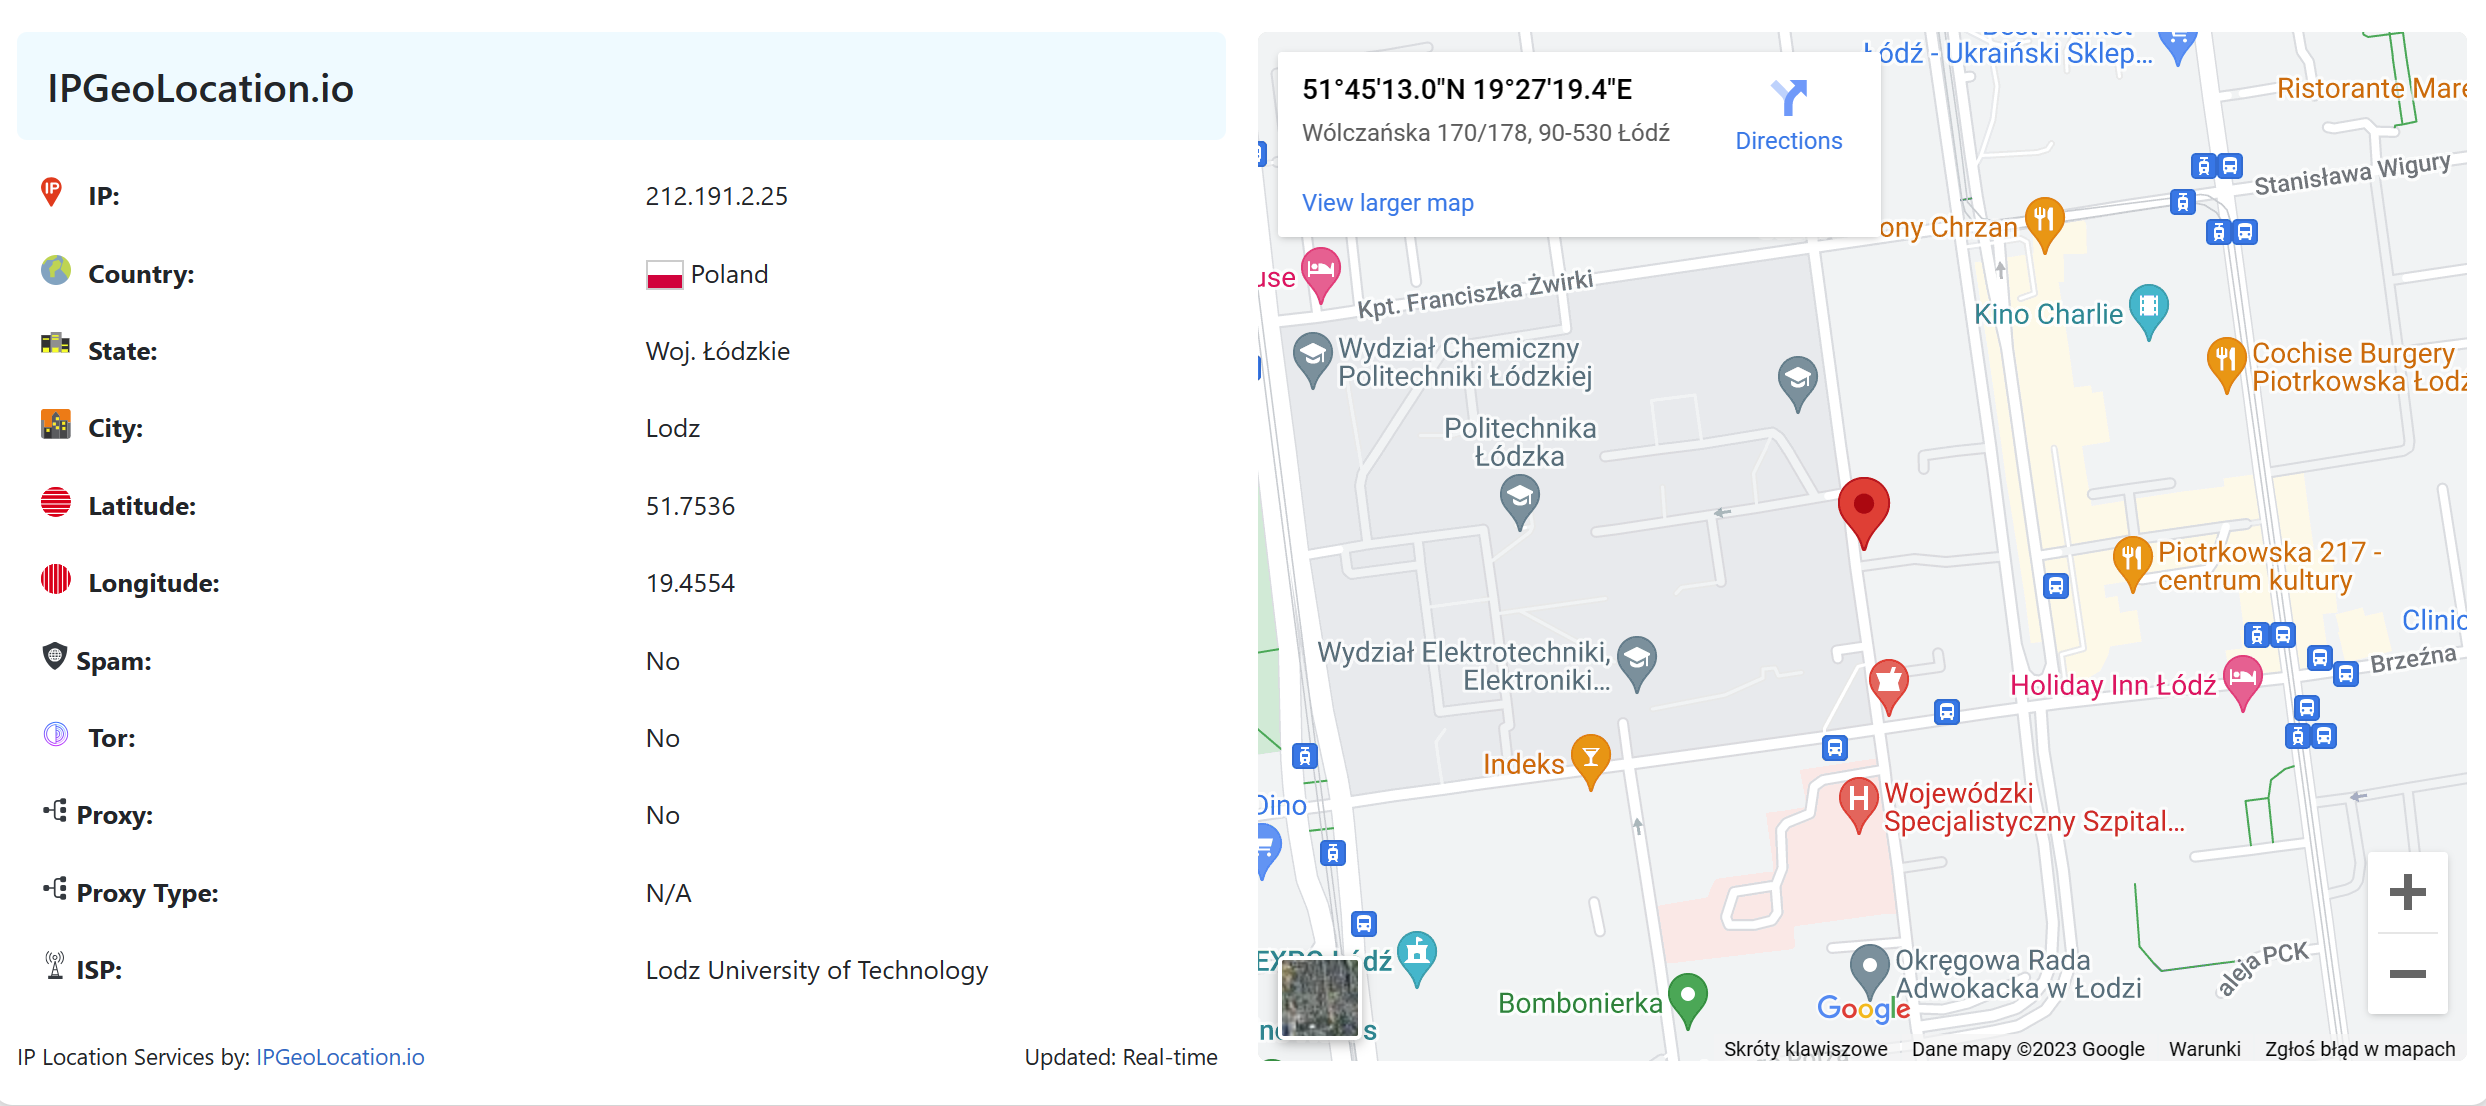 IPGeoLocation.io
IP: 212.191.2.25
Country: Poland
State: Woj. Łódzkie
City: Lodz
Latitude: 51.7536
Longitude: 19.4554
Spam: No
Tor: No
Proxy: No
Proxy Type: N/A
ISP: Lodz University of Technology
IP Location Services by: IPGeoLocation.io
Updated: Real-time
51°45'13.0"N 19°27'19.4"E
Wólczańska 170/178, 90-530 Łódź
Directions
View larger map
Łódź - Ukraiński Sklep...
Ristorante
Stanisława Wigury
ony Chrzan
use
Kpt. Franciszka Żwirki
Kino Charlie
Wydział Chemiczny
Politechniki Łódzkiej
Cochise Burgery
Piotrkowska Łodź
Politechnika
Łódzka
Piotrkowska 217 -
centrum kultury
Clinic
Wydział Elektrotechniki,
Elektroniki...
Brzeźna
Holiday Inn Łódź
Indeks
Dino
Wojewódzki
Specjalistyczny Szpital...
EXPO Łódź
Okręgowa Rada
Adwokacka w Łodzi
aleja PCK
Bombonierka
Google
Skróty klawiszowe
Dane mapy ©2023 Google
Warunki
Zgłoś błąd w mapach